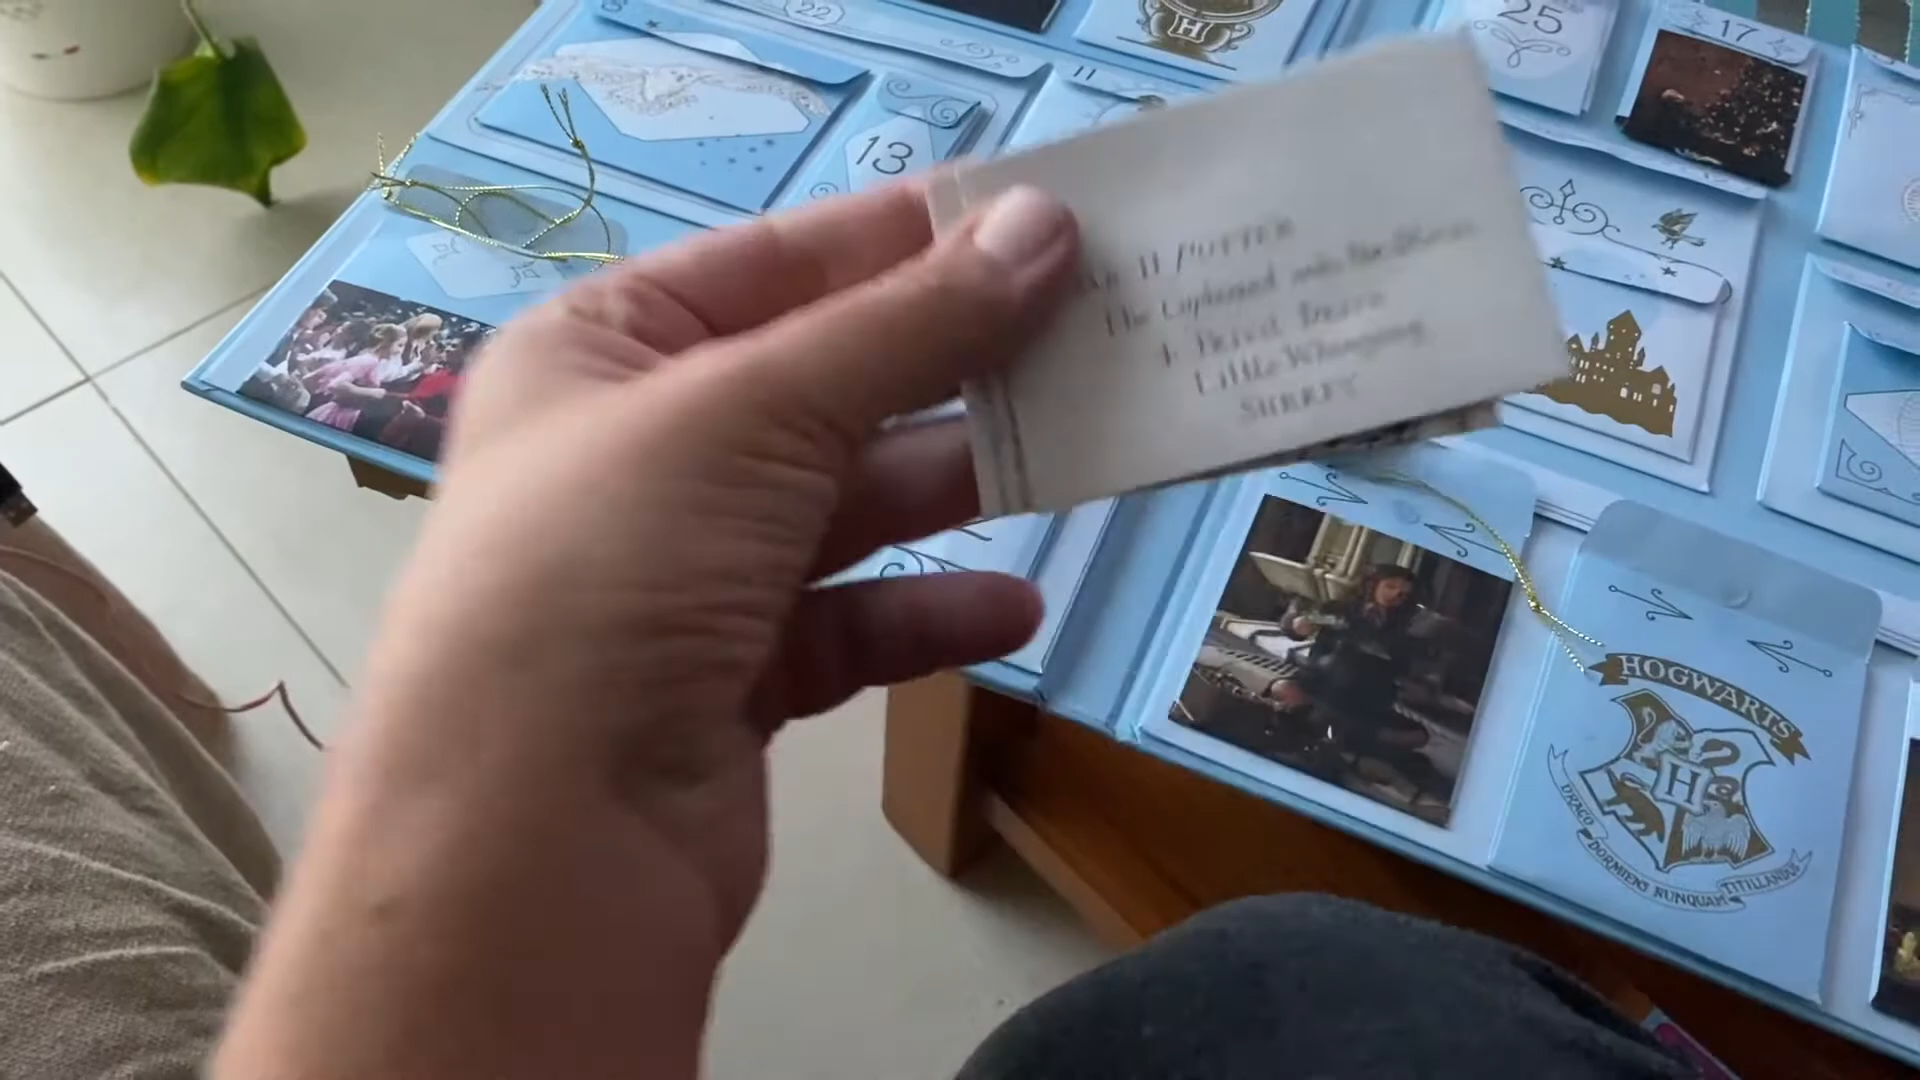 22
H
25
17
13
11
Mr H POTTER
The Cupboard under the Stairs
4 Privet Drive
Little Whinging
SURREY
HOGWARTS
H
DRACO DORMIENS NUNQUAM TITILLANDUS